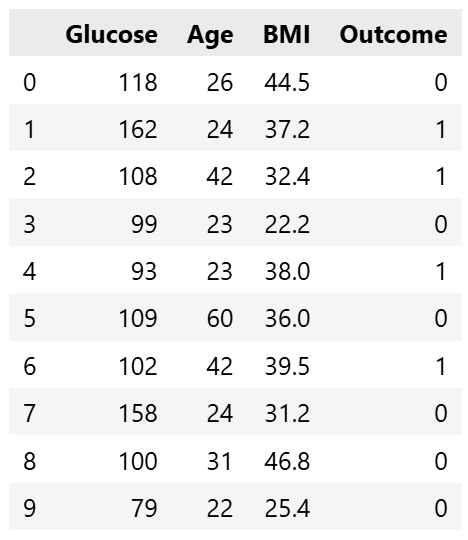 Glucose Age BMI Outcome
0 118 26 44.5 0
1 162 24 37.2 1
2 108 42 32.4 1
3 99 23 22.2 0
4 93 23 38.0 1
5 109 60 36.0 0
6 102 42 39.5 1
7 158 24 31.2 0
8 100 31 46.8 0
9 79 22 25.4 0